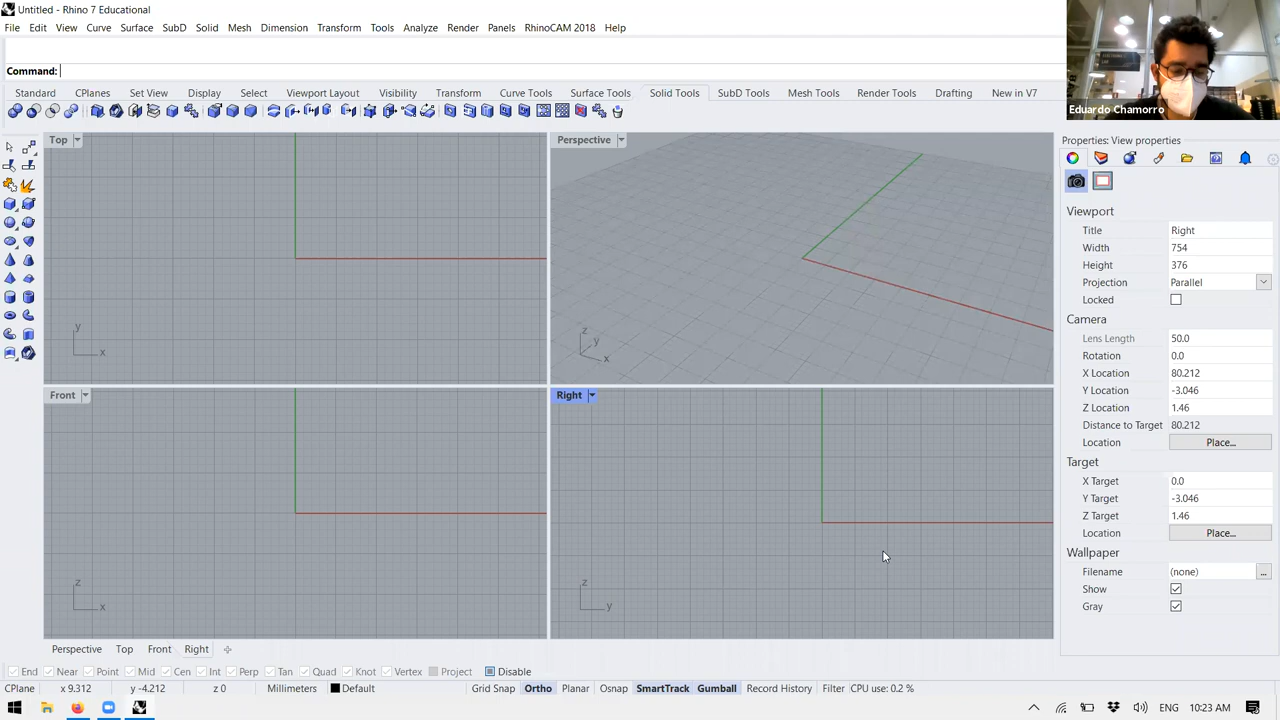 Untitled - Rhino 7 Educational
File Edit View Curve Surface SubD Solid Mesh Dimension Transform Tools Analyze Render Panels RhinoCAM 2018 Help
Command:
Standard CPlanes Set View Display Select Viewport Layout Visibility Transform Curve Tools Surface Tools Solid Tools SubD Tools Mesh Tools Render Tools Drafting New in V7
Eduardo Chamorro
Top
Perspective
y
x
z
y
x
Front
Right
z
x
z
y
Perspective Top Front Right
End Near Point Mid Cen Int Perp Tan Quad Knot Vertex Project Disable
CPlane x 9.312 y -4.212 z 0 Millimeters Default Grid Snap Ortho Planar Osnap SmartTrack Gumball Record History Filter CPU use: 0.2 %
Properties: View properties
Viewport
Title Right
Width 754
Height 376
Projection Parallel
Locked
Camera
Lens Length 50.0
Rotation 0.0
X Location 80.212
Y Location -3.046
Z Location 1.46
Distance to Target 80.212
Location Place...
Target
X Target 0.0
Y Target -3.046
Z Target 1.46
Location Place...
Wallpaper
Filename (none) ...
Show
Gray
ENG 10:23 AM